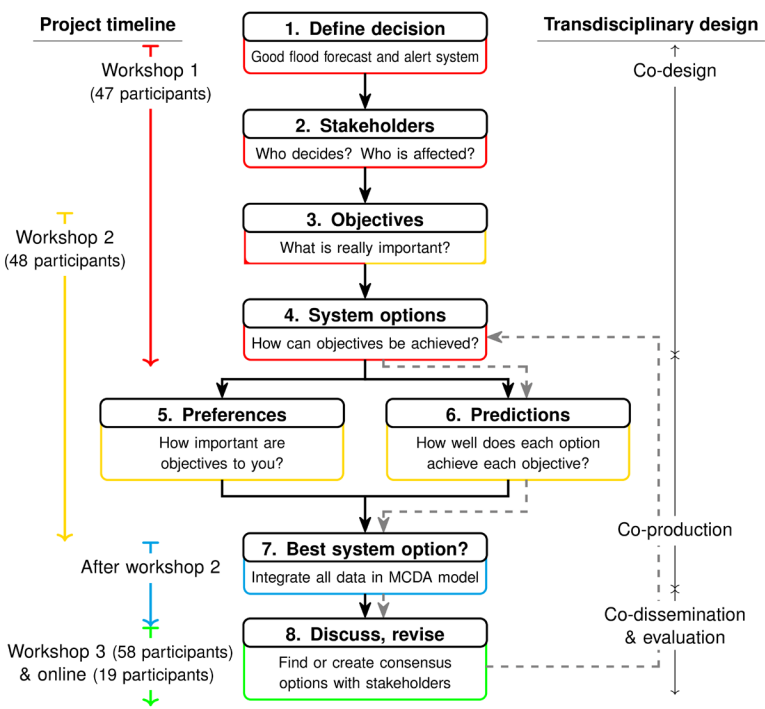 Project timeline
Transdisciplinary design
1. Define decision
Good flood forecast and alert system
Workshop 1
(47 participants)
Co-design
2. Stakeholders
Who decides? Who is affected?
3. Objectives
What is really important?
Workshop 2
(48 participants)
4. System options
How can objectives be achieved?
5. Preferences
How important are
objectives to you?
6. Predictions
How well does each option
achieve each objective?
Co-production
7. Best system option?
Integrate all data in MCDA model
After workshop 2
8. Discuss, revise
Find or create consensus
options with stakeholders
Workshop 3 (58 participants)
& online (19 participants)
Co-dissemination
& evaluation